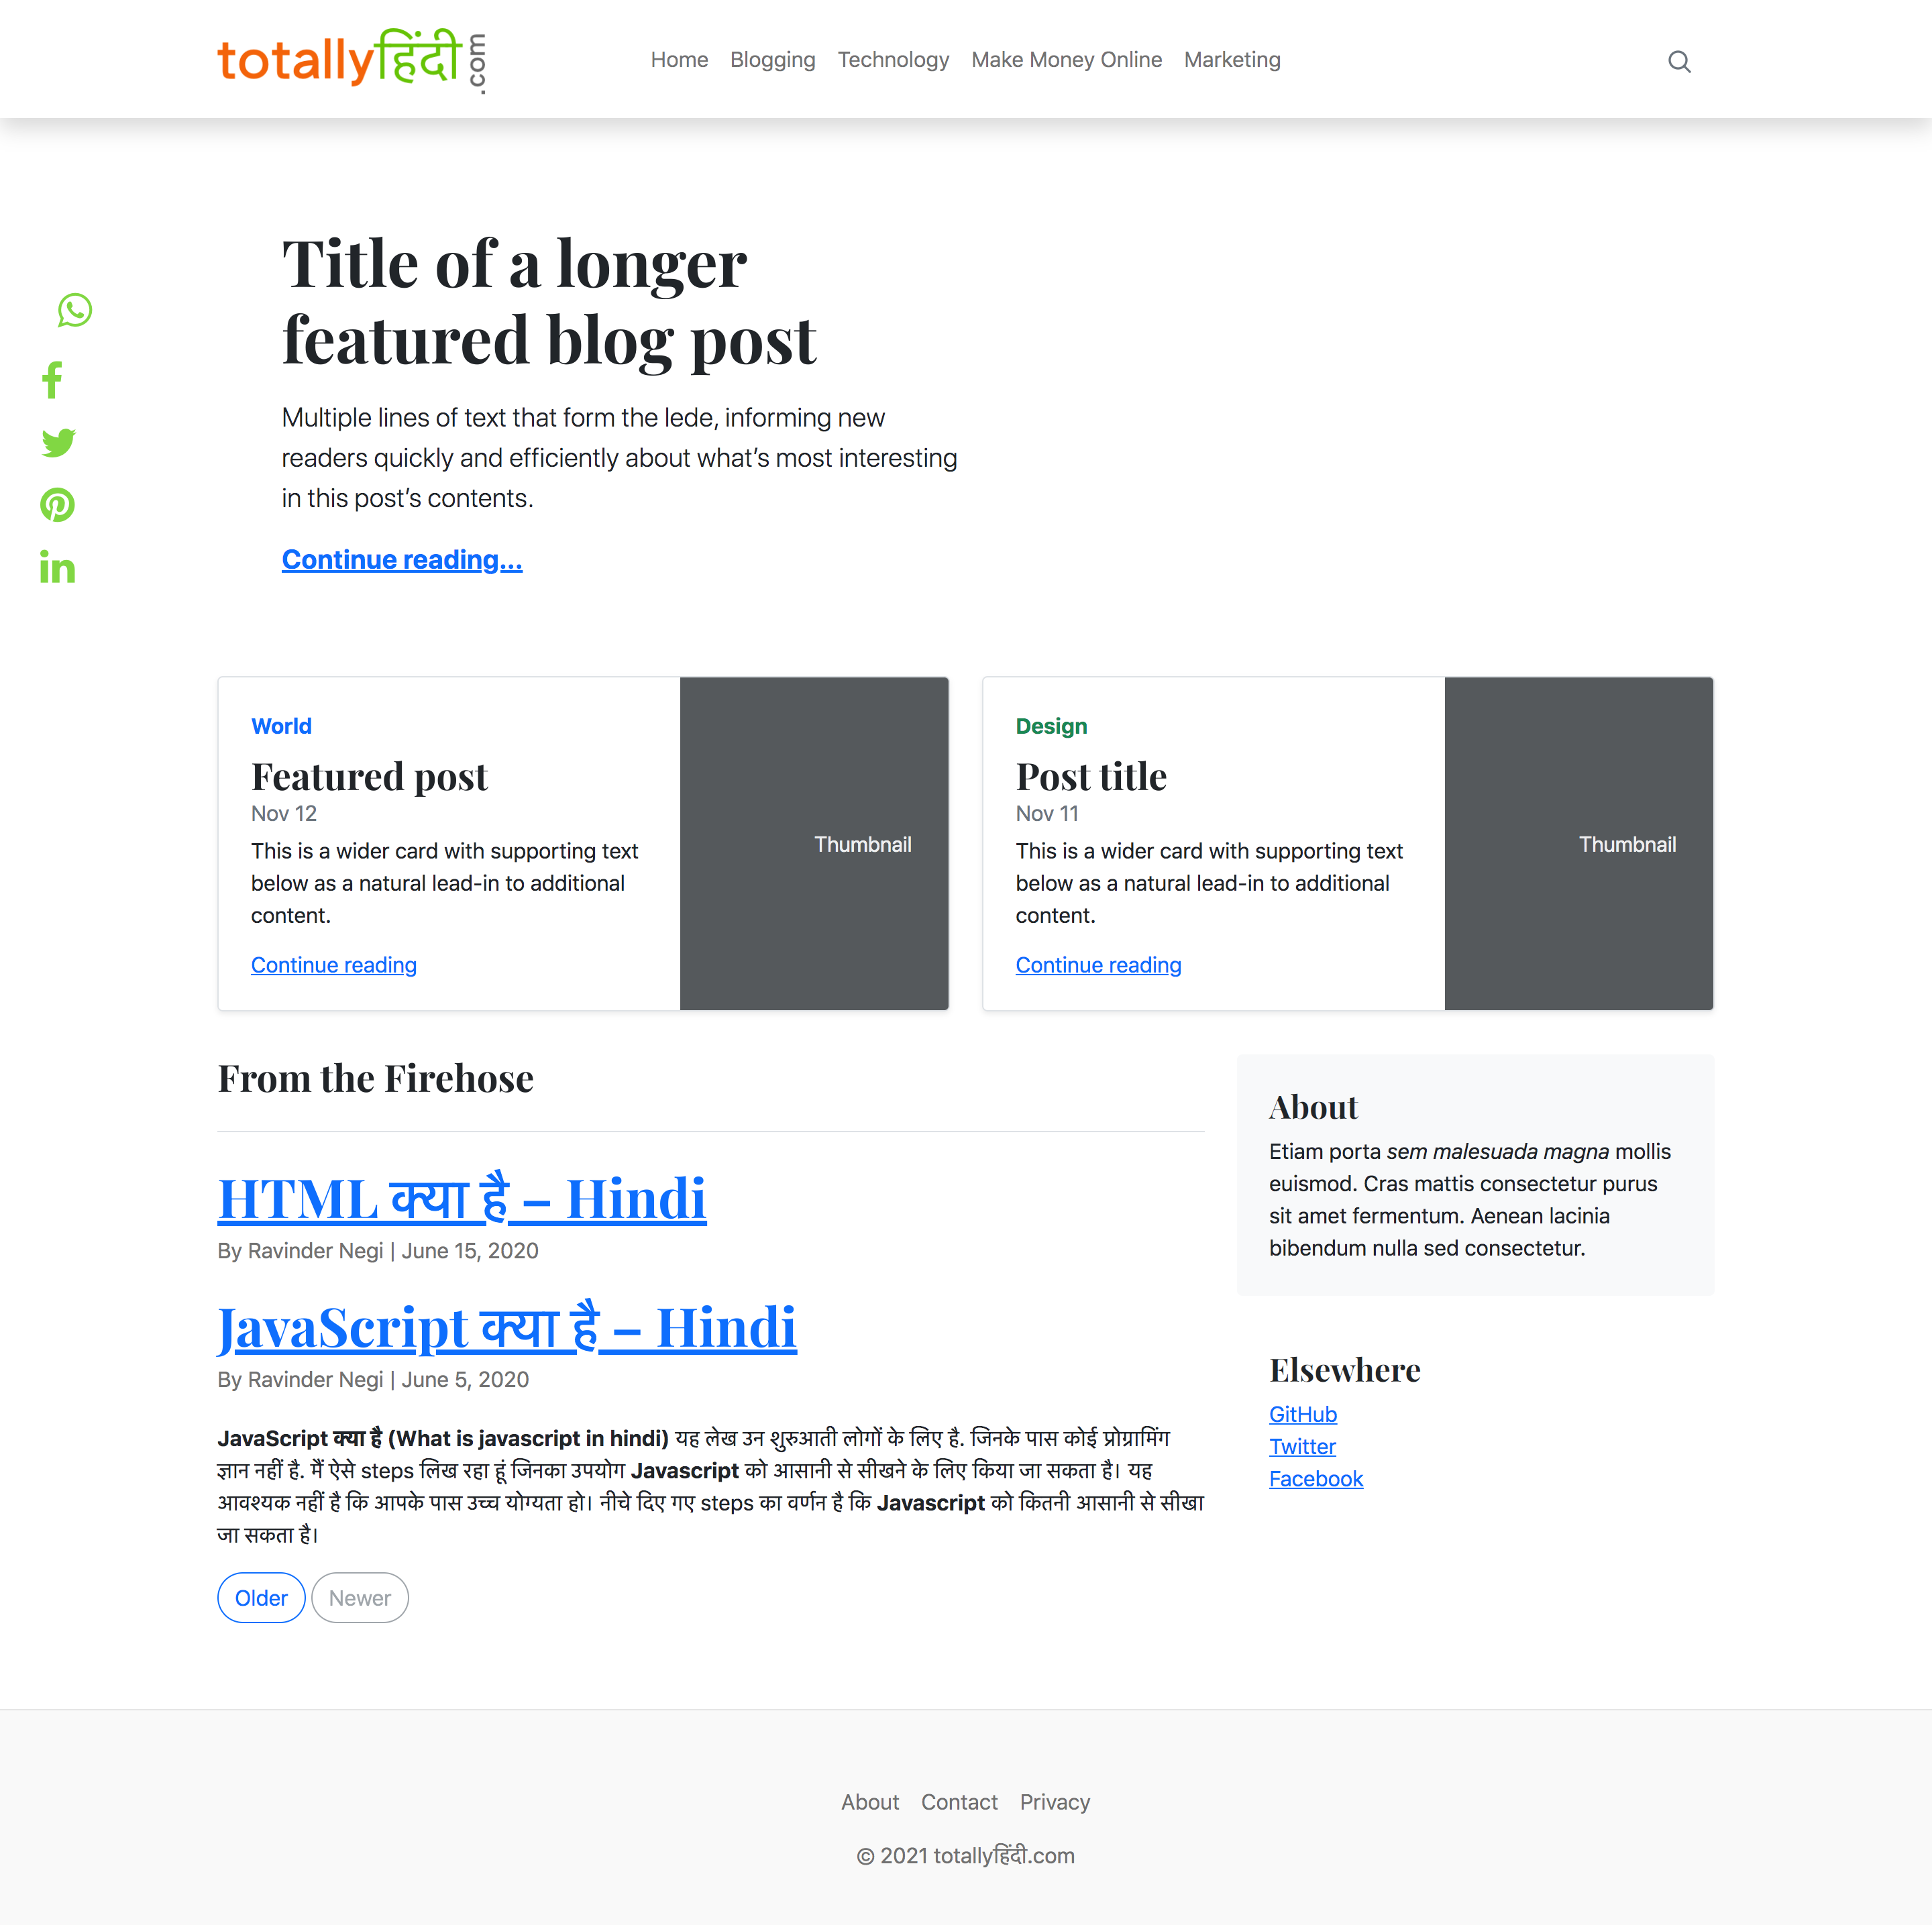 totallyहिंदी.com
Home Blogging Technology Make Money Online Marketing
Title of a longer
featured blog post
Multiple lines of text that form the lede, informing new
readers quickly and efficiently about what’s most interesting
in this post’s contents.
Continue reading...
World
Featured post
Nov 12
This is a wider card with supporting text
below as a natural lead-in to additional
content.
Continue reading
Thumbnail
Design
Post title
Nov 11
This is a wider card with supporting text
below as a natural lead-in to additional
content.
Continue reading
Thumbnail
From the Firehose
HTML क्या है – Hindi
By Ravinder Negi | June 15, 2020
JavaScript क्या है – Hindi
By Ravinder Negi | June 5, 2020
JavaScript क्या है (What is javascript in hindi) यह लेख उन शुरुआती लोगों के लिए है. जिनके पास कोई प्रोग्रामिंग
ज्ञान नहीं है. मैं ऐसे steps लिख रहा हूं जिनका उपयोग Javascript को आसानी से सीखने के लिए किया जा सकता है। यह
आवश्यक नहीं है कि आपके पास उच्च योग्यता हो। नीचे दिए गए steps का वर्णन है कि Javascript को कितनी आसानी से सीखा
जा सकता है।
Older Newer
About
Etiam porta sem malesuada magna mollis
euismod. Cras mattis consectetur purus
sit amet fermentum. Aenean lacinia
bibendum nulla sed consectetur.
Elsewhere
GitHub
Twitter
Facebook
About Contact Privacy
© 2021 totallyहिंदी.com